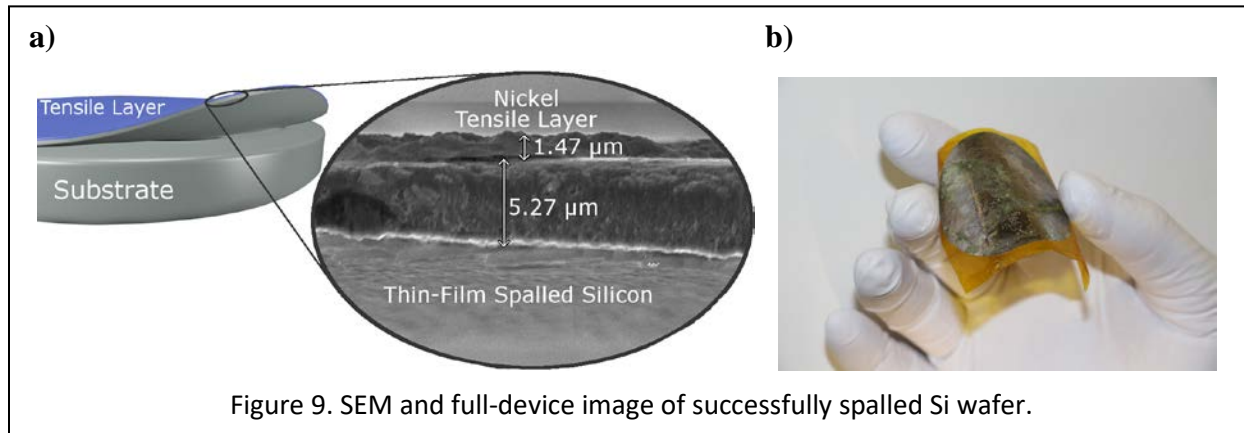 a)
b)
Tensile Layer
Substrate
Nickel
Tensile Layer
1.47 µm
5.27 µm
Thin-Film Spalled Silicon
Figure 9. SEM and full-device image of successfully spalled Si wafer.